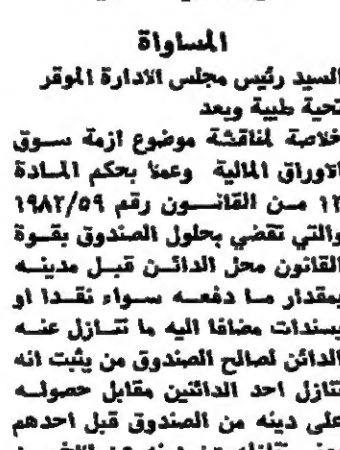 المساواة
السيد رئيس مجلس الادارة الموقر
تحية طيبة وبعد
خلاصة لمناقشة موضوع ازمة سوق
الاوراق المالية وعملا بحكم المادة
١٢ من القانون رقم ١٩٨٢/٥٩
والتي تقضي بحلول الصندوق بقوة
القانون محل الدائن قبل مدينه
بمقدار ما دفعه سواء نقدا او
بسندات مضافا اليه ما تنازل عنه
الدائن لصالح الصندوق من يثبت انه
تنازل احد الدائنين مقابل حصوله
على دينه من الصندوق قبل احدهم